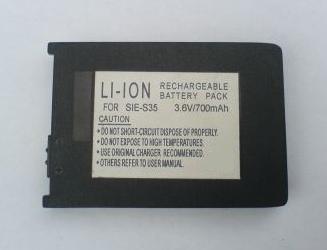 LI-ION RECHARGEABLE BATTERY PACK
FOR SIE-S35 3.6V/700mAh
CAUTION
• DO NOT SHORT-CIRCUIT DISPOSE OF PROPERLY.
• DO NOT EXPOSE TO HIGH TEMPERATURES.
• USE ORIGINAL CHARGER RECOMMENDED.
• OTHERS REFER TO USER MANUAL.